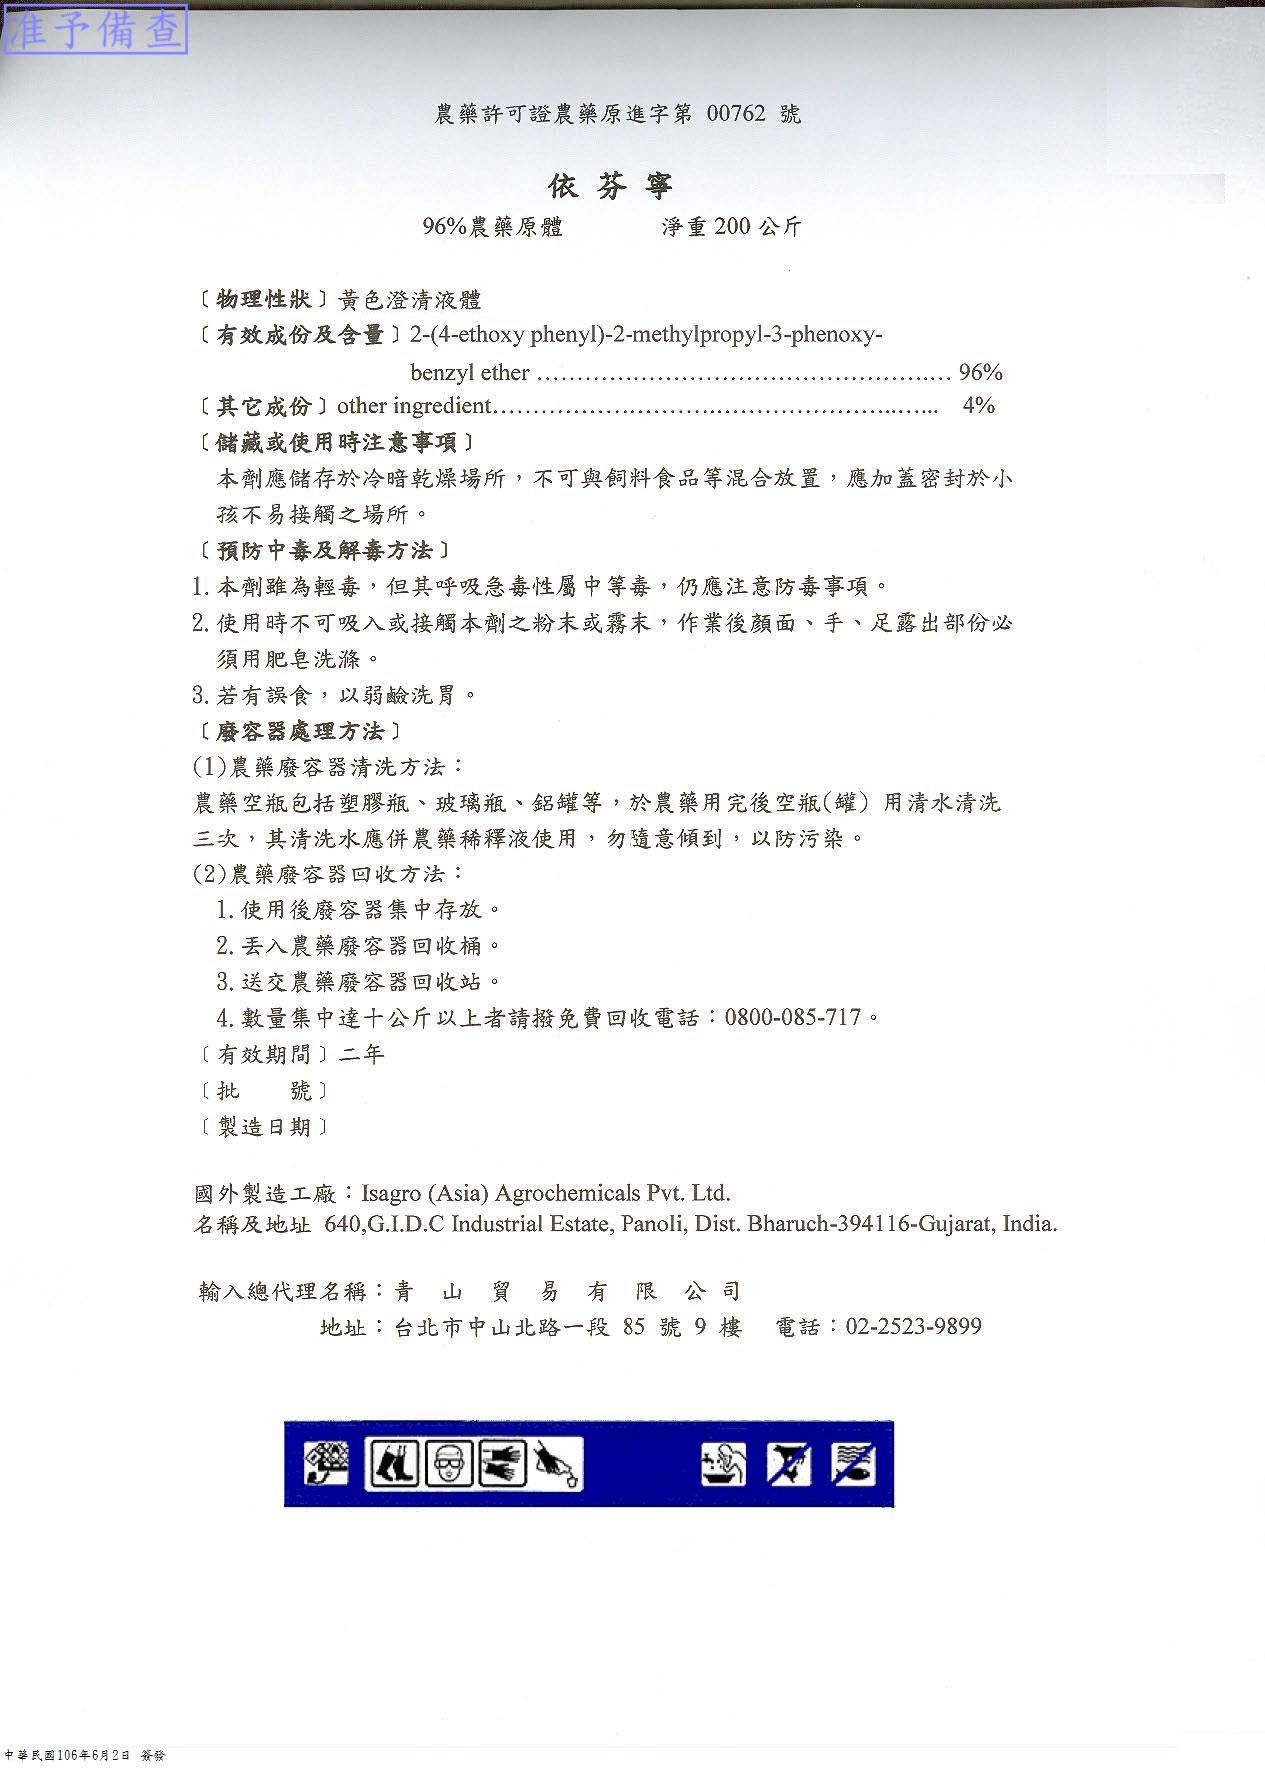 准予備查
農藥許可證農藥原進字第 00762 號
依芬寧
96%農藥原體 淨重200公斤
〔物理性狀〕黃色澄清液體
〔有效成份及含量〕2-(4-ethoxy phenyl)-2-methylpropyl-3-phenoxy-
benzyl ether ………………………………………………… 96%
〔其它成份〕other ingredient…………………………………………………… 4%
〔儲藏或使用時注意事項〕
本劑應儲存於冷暗乾燥場所，不可與飼料食品等混合放置，應加蓋密封於小
孩不易接觸之場所。
〔預防中毒及解毒方法〕
1.本劑雖為輕毒，但其呼吸急毒性屬中等毒，仍應注意防毒事項。
2.使用時不可吸入或接觸本劑之粉末或霧末，作業後顏面、手、足露出部份必
須用肥皂洗滌。
3.若有誤食，以弱鹼洗胃。
〔廢容器處理方法〕
(1)農藥廢容器清洗方法：
農藥空瓶包括塑膠瓶、玻璃瓶、鋁罐等，於農藥用完後空瓶(罐) 用清水清洗
三次，其清洗水應併農藥稀釋液使用，勿隨意傾到，以防污染。
(2)農藥廢容器回收方法：
1.使用後廢容器集中存放。
2.丟入農藥廢容器回收桶。
3.送交農藥廢容器回收站。
4.數量集中達十公斤以上者請撥免費回收電話：0800-085-717。
〔有效期間〕二年
〔批 號〕
〔製造日期〕
國外製造工廠：Isagro (Asia) Agrochemicals Pvt. Ltd.
名稱及地址 640,G.I.D.C Industrial Estate, Panoli, Dist. Bharuch-394116-Gujarat, India.
輸入總代理名稱：青 山 貿 易 有 限 公 司
地址：台北市中山北路一段 85 號 9 樓 電話：02-2523-9899
中華民國106年6月2日 簽發